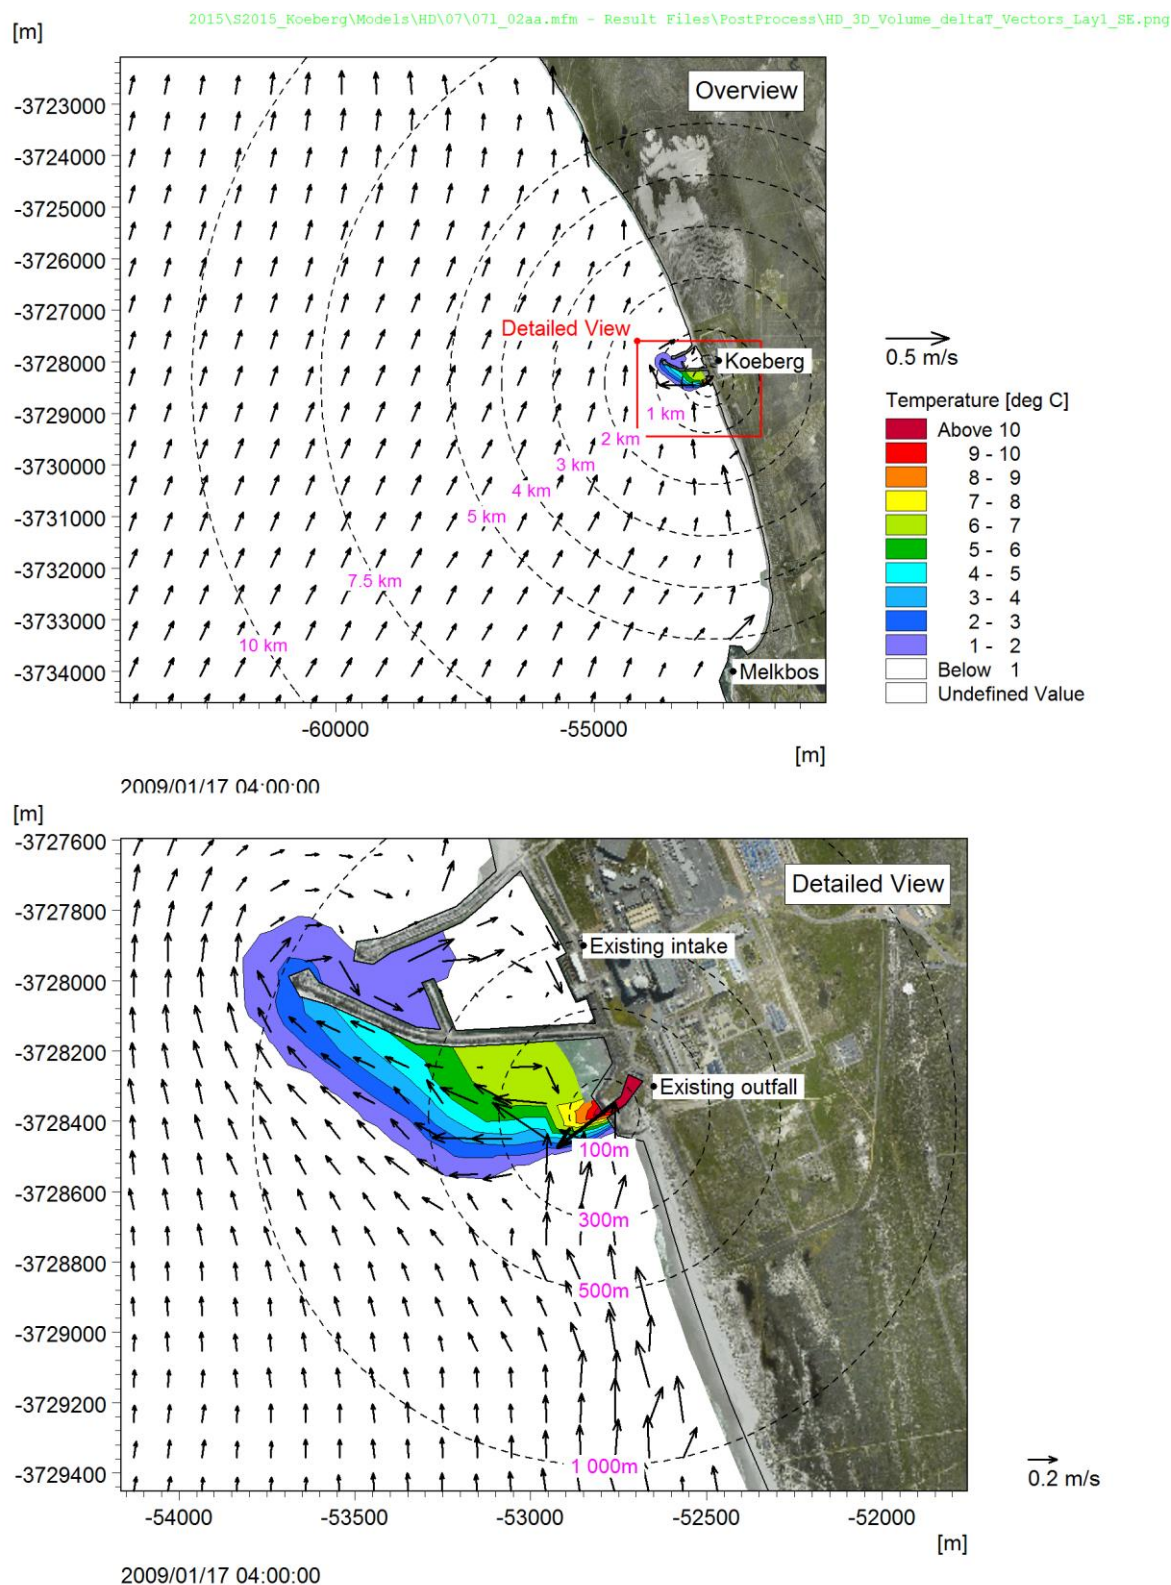 2015\S2015_Koeberg\Models\HD\07\071_02aa.mfm - Result Files\PostProcess\HD_3D_Volume_deltaT_Vectors_Lay1_SE.png
[m]
Overview
-3723000
-3724000
-3725000
-3726000
-3727000
Detailed View
-3728000
Koeberg
0.5 m/s
-3729000
1 km
2 km
-3730000
3 km
4 km
-3731000
5 km
-3732000
7.5 km
-3733000
10 km
-3734000
Melkbos
-60000
-55000
[m]
Temperature [deg C]
Above 10
9 - 10
8 - 9
7 - 8
6 - 7
5 - 6
4 - 5
3 - 4
2 - 3
1 - 2
Below 1
Undefined Value
2009/01/17 04:00:00
[m]
-3727600
Detailed View
-3727800
Existing intake
-3728000
-3728200
Existing outfall
-3728400
100m
-3728600
300m
-3728800
500m
-3729000
-3729200
-3729400
1 000m
0.2 m/s
-54000
-53500
-53000
-52500
-52000
[m]
2009/01/17 04:00:00